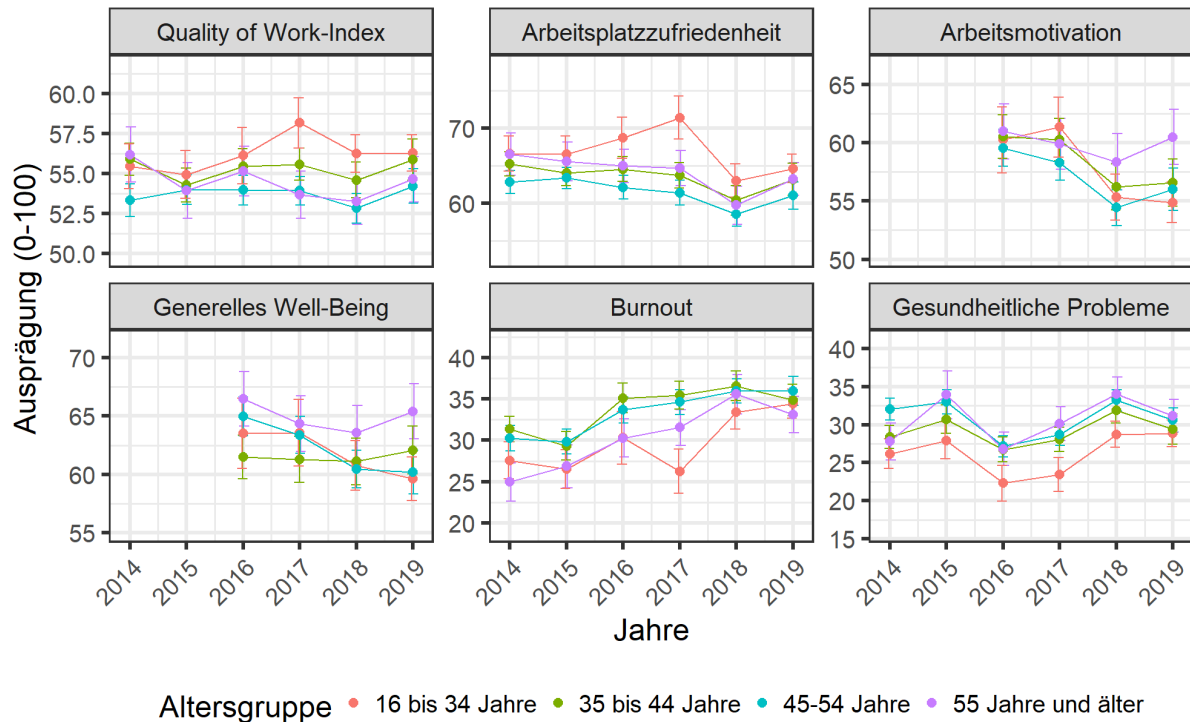 Quality of Work-Index
Arbeitsplatzzufriedenheit
Arbeitsmotivation
60.0
57.5
55.0
52.5
50.0
70
60
65
60
55
50
Ausprägung (0-100)
Generelles Well-Being
Burnout
Gesundheitliche Probleme
70
65
60
55
40
35
30
25
20
40
35
30
25
20
15
2014 2015 2016 2017 2018 2019
2014 2015 2016 2017 2018 2019
2014 2015 2016 2017 2018 2019
Jahre
Altersgruppe 16 bis 34 Jahre 35 bis 44 Jahre 45-54 Jahre 55 Jahre und älter